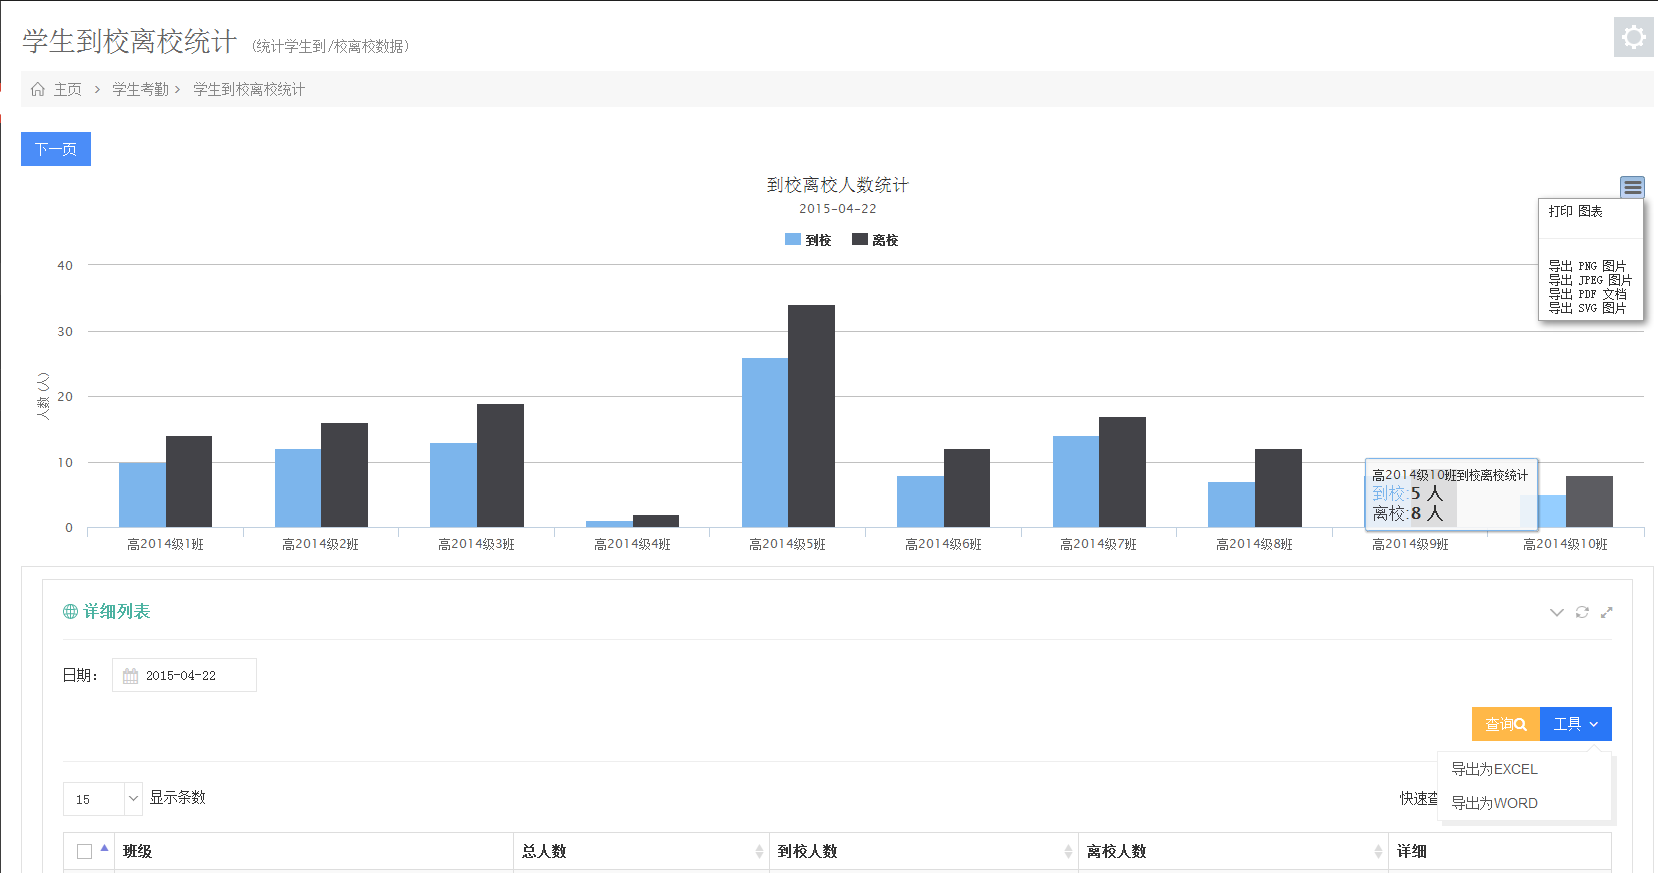 学生到校离校统计 (统计学生到/校离校数据)
主页 > 学生考勤 > 学生到校离校统计
下一页
到校离校人数统计
2015-04-22
到校 离校
打印 图表
导出 PNG 图片
导出 JPEG 图片
导出 PDF 文档
导出 SVG 图片
人数 (人)
40
30
20
10
0
高2014级10班到校离校统计
到校:5 人
离校:8 人
高2014级1班 高2014级2班 高2014级3班 高2014级4班 高2014级5班 高2014级6班 高2014级7班 高2014级8班 高2014级9班 高2014级10班
详细列表
日期: 2015-04-22
查询 工具
导出为EXCEL
导出为WORD
15 显示条数 快速查
班级 总人数 到校人数 离校人数 详细